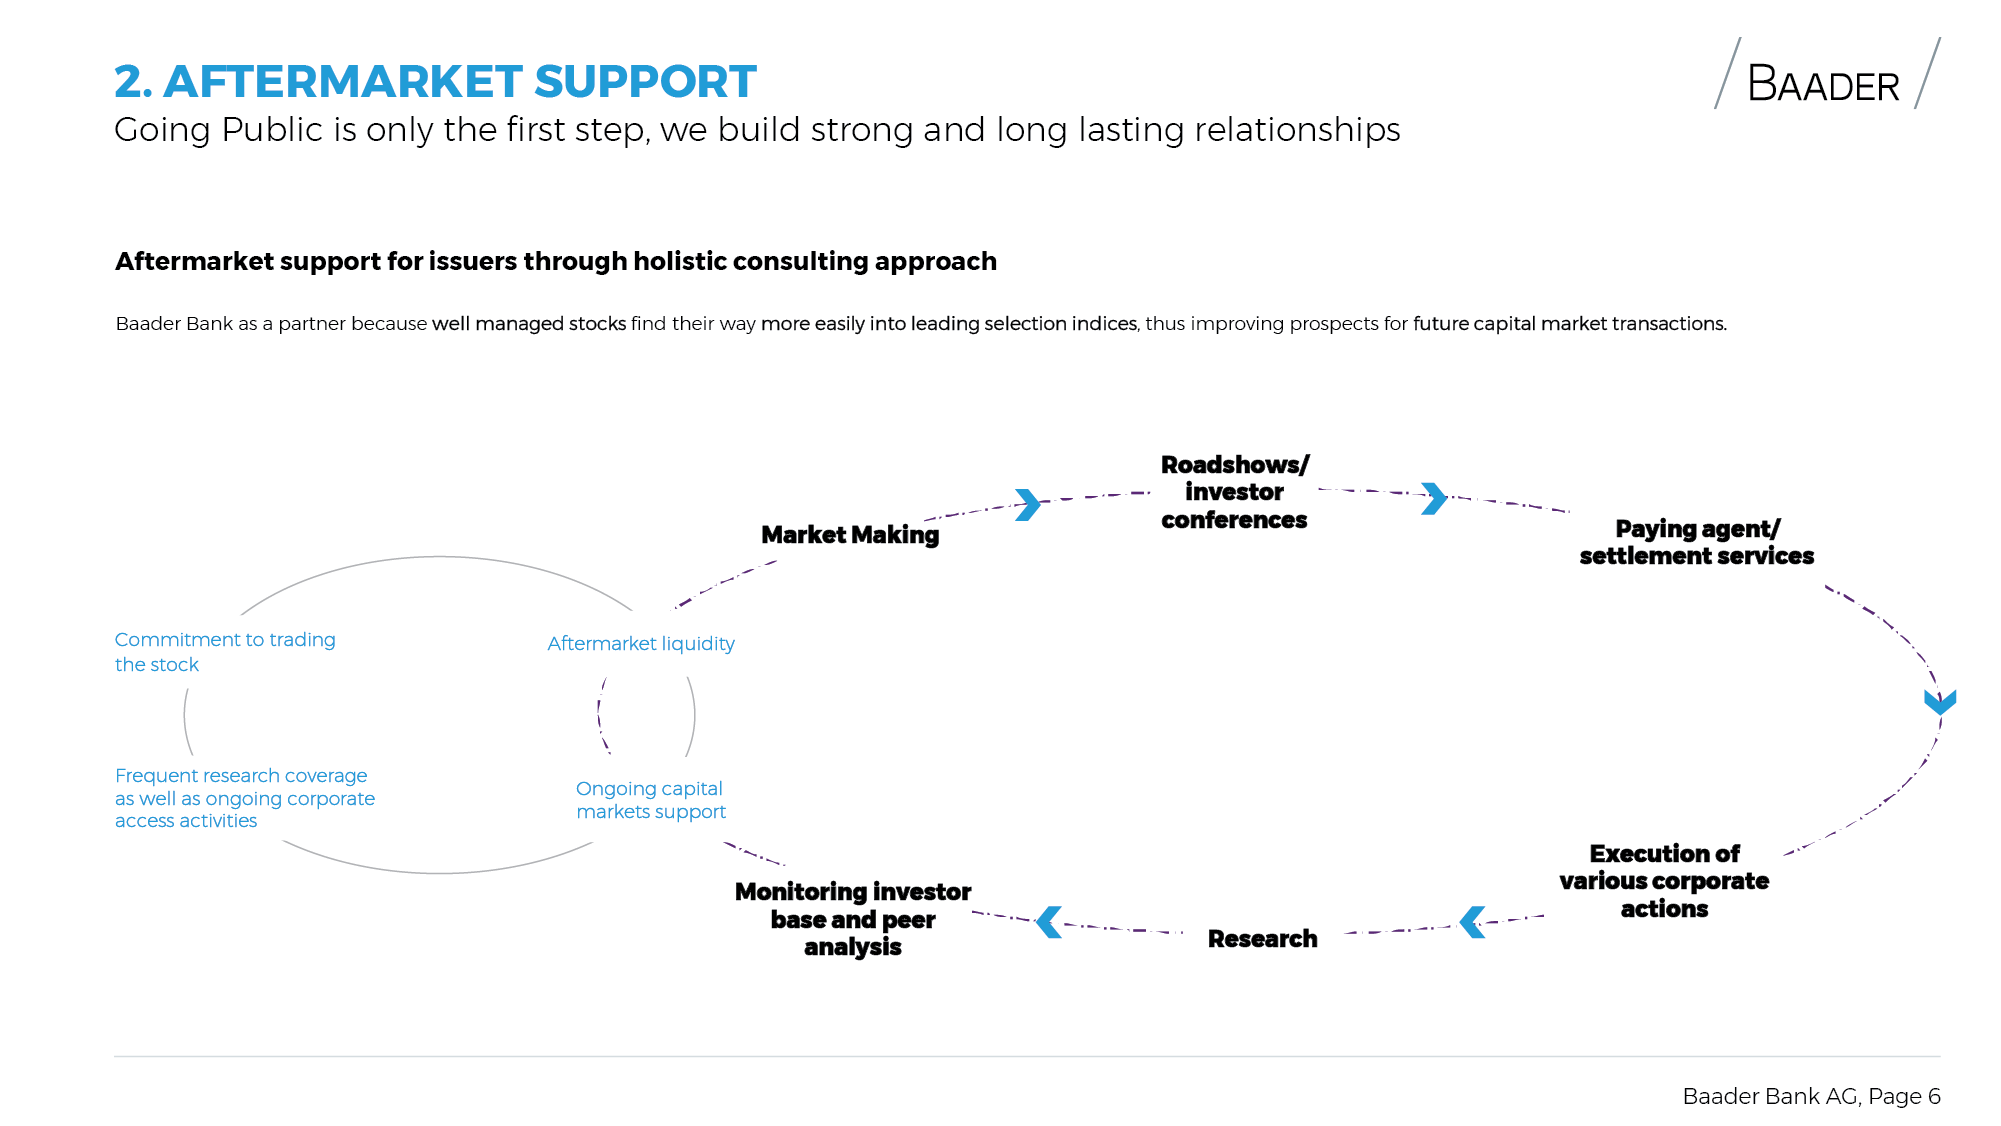 2. AFTERMARKET SUPPORT
Going Public is only the first step, we build strong and long lasting relationships
BAADER
Aftermarket support for issuers through holistic consulting approach
Baader Bank as a partner because well managed stocks find their way more easily into leading selection indices, thus improving prospects for future capital market transactions.
Roadshows/
investor
conferences
Market Making
Paying agent/
settlement services
Commitment to trading
the stock
Aftermarket liquidity
Frequent research coverage
as well as ongoing corporate
access activities
Ongoing capital
markets support
Execution of
various corporate
actions
Monitoring investor
base and peer
analysis
Research
Baader Bank AG, Page 6